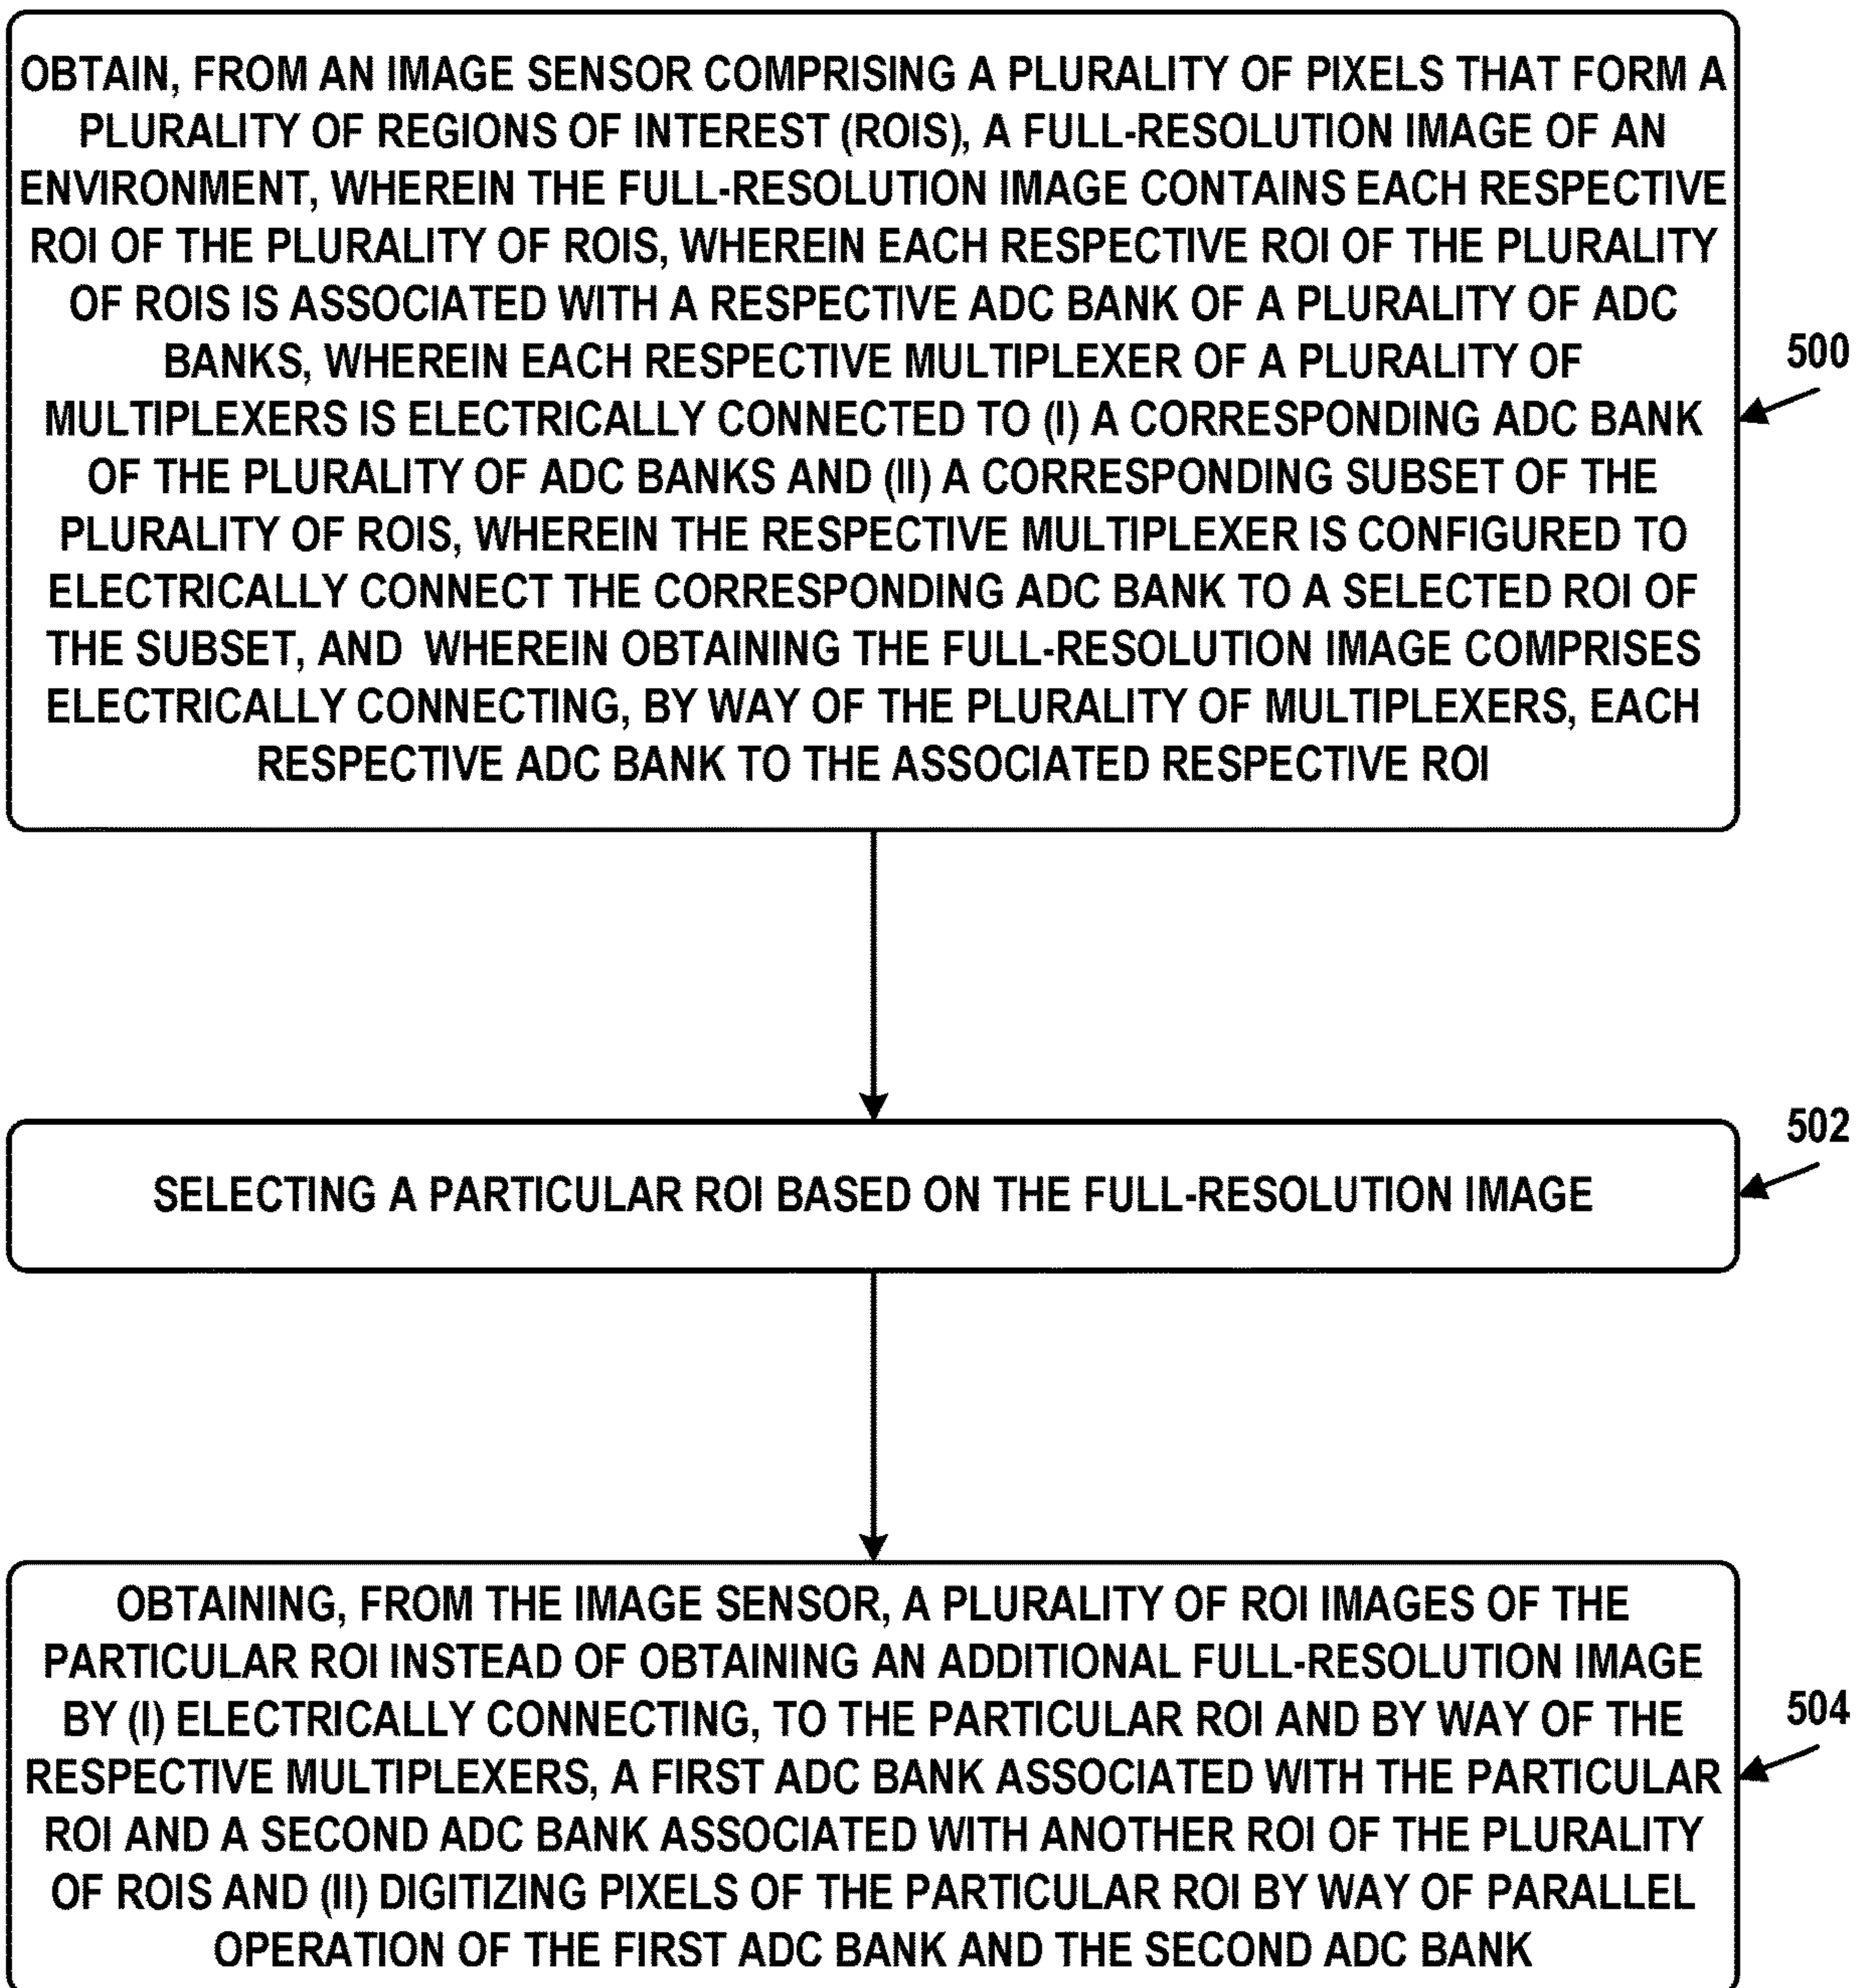 OBTAIN, FROM AN IMAGE SENSOR COMPRISING A PLURALITY OF PIXELS THAT FORM A
PLURALITY OF REGIONS OF INTEREST (ROIS), A FULL-RESOLUTION IMAGE OF AN
ENVIRONMENT, WHEREIN THE FULL-RESOLUTION IMAGE CONTAINS EACH RESPECTIVE
ROI OF THE PLURALITY OF ROIS, WHEREIN EACH RESPECTIVE ROI OF THE PLURALITY
OF ROIS IS ASSOCIATED WITH A RESPECTIVE ADC BANK OF A PLURALITY OF ADC
BANKS, WHEREIN EACH RESPECTIVE MULTIPLEXER OF A PLURALITY OF
MULTIPLEXERS IS ELECTRICALLY CONNECTED TO (I) A CORRESPONDING ADC BANK
OF THE PLURALITY OF ADC BANKS AND (II) A CORRESPONDING SUBSET OF THE
PLURALITY OF ROIS, WHEREIN THE RESPECTIVE MULTIPLEXER IS CONFIGURED TO
ELECTRICALLY CONNECT THE CORRESPONDING ADC BANK TO A SELECTED ROI OF
THE SUBSET, AND WHEREIN OBTAINING THE FULL-RESOLUTION IMAGE COMPRISES
ELECTRICALLY CONNECTING, BY WAY OF THE PLURALITY OF MULTIPLEXERS, EACH
RESPECTIVE ADC BANK TO THE ASSOCIATED RESPECTIVE ROI
500
SELECTING A PARTICULAR ROI BASED ON THE FULL-RESOLUTION IMAGE
502
OBTAINING, FROM THE IMAGE SENSOR, A PLURALITY OF ROI IMAGES OF THE
PARTICULAR ROI INSTEAD OF OBTAINING AN ADDITIONAL FULL-RESOLUTION IMAGE
BY (I) ELECTRICALLY CONNECTING, TO THE PARTICULAR ROI AND BY WAY OF THE
RESPECTIVE MULTIPLEXERS, A FIRST ADC BANK ASSOCIATED WITH THE PARTICULAR
ROI AND A SECOND ADC BANK ASSOCIATED WITH ANOTHER ROI OF THE PLURALITY
OF ROIS AND (II) DIGITIZING PIXELS OF THE PARTICULAR ROI BY WAY OF PARALLEL
OPERATION OF THE FIRST ADC BANK AND THE SECOND ADC BANK
504